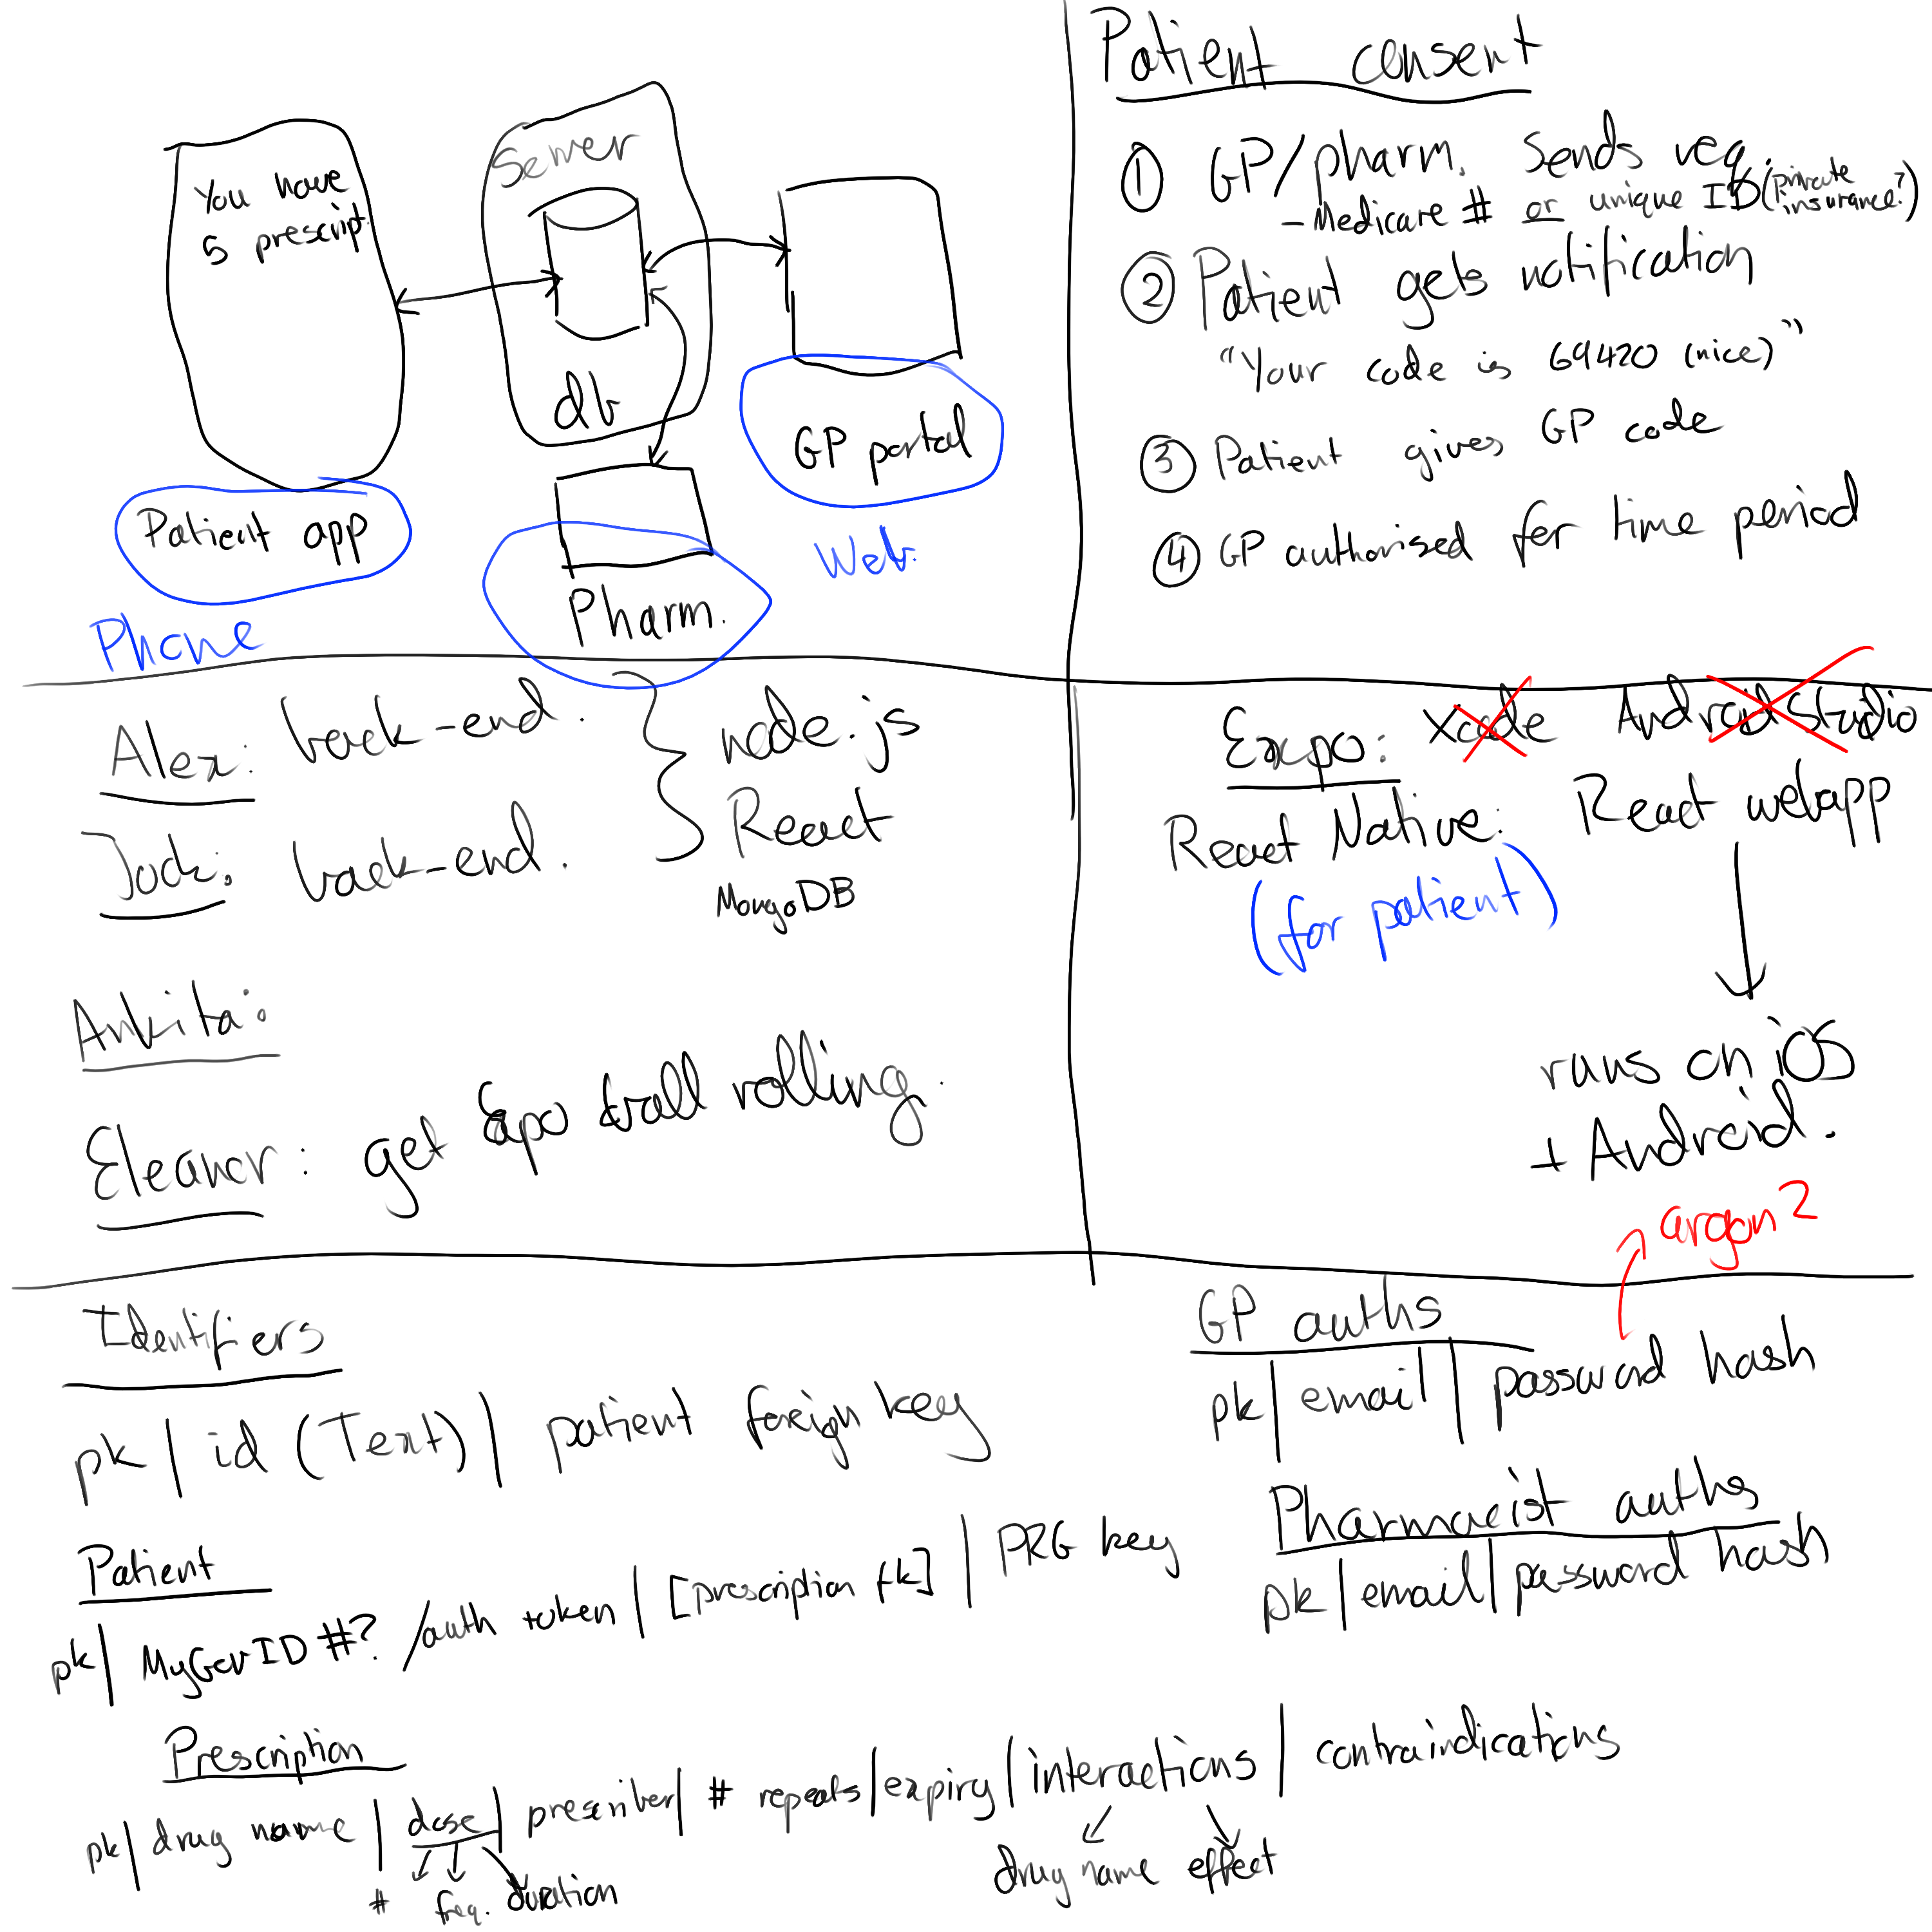 You have
5 prescript
Server
db
Patient app
Phone
Pharm.
GP portal
Web.
Patient consent
① GP/pharm. sends req.
- Medicare # or unique ID (private insurance?)
② Patient gets notification
"Your code is 69420 (nice)"
③ Patient gives GP code
④ GP authorised for time period
Alex: back-end.
Jock: back-end.
node.js
React
MongoDB
Ankita:
Eleanor: get Expo ball rolling.
Expo: Xcode Android Studio
React Native: React webapp
(for patient)
runs on iOS
+ Android.
argon2
Identifiers
pk | id (Text) | patient foreign key
Patient
pk | MyGovID #? / auth token | [prescription fk] | PRG key
Prescription
pk | drug name | dose | prescriber | # repeats | expiry | interactions | contraindications
# freq. duration
drug name effect
GP auths
pk | email | password hash
Pharmacist auths
pk | email | password hash